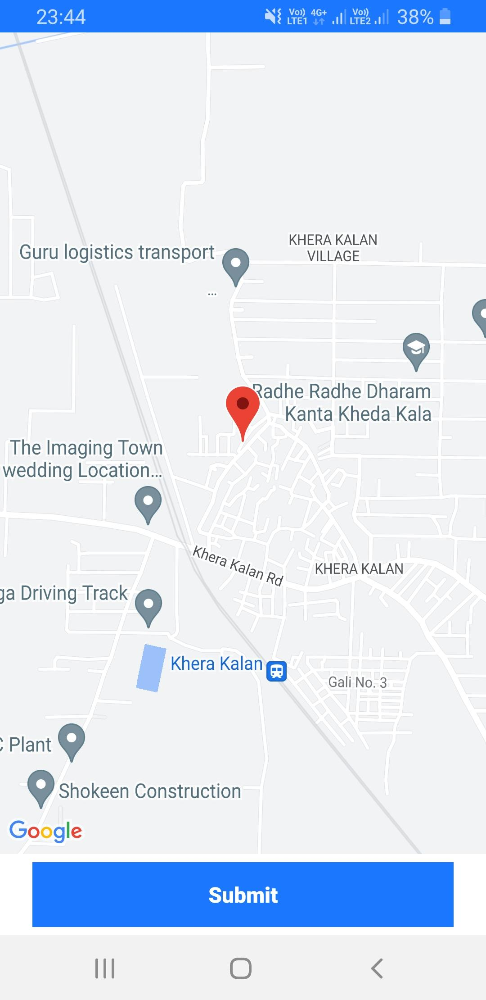 23:44
Vo)) LTE1 4G+ Vo)) LTE2 38%
KHERA KALAN
VILLAGE
Guru logistics transport
...
Radhe Radhe Dharam
Kanta Kheda Kala
The Imaging Town
wedding Location...
Khera Kalan Rd
KHERA KALAN
ga Driving Track
Khera Kalan
Gali No. 3
C Plant
Shokeen Construction
Google
Submit